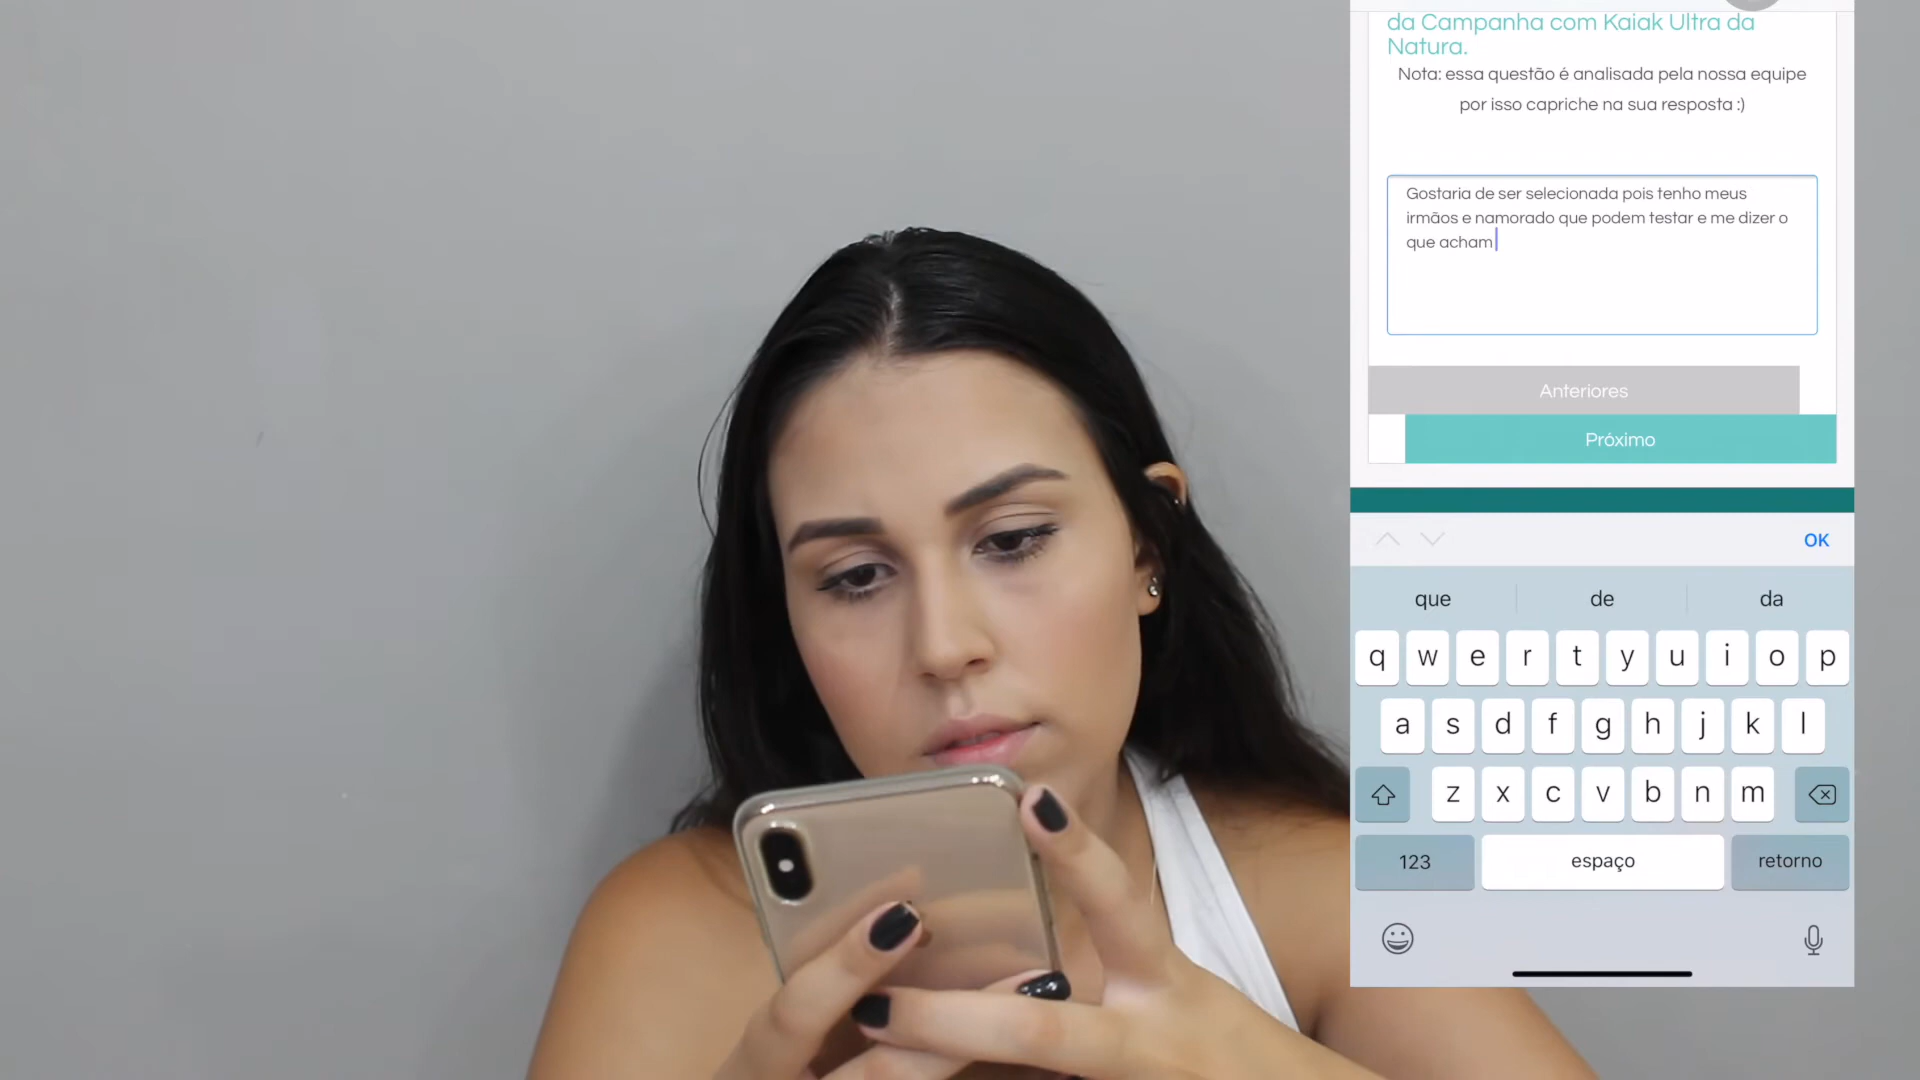 da Campanha com Kaiak Ultra da
Natura.
Nota: essa questão é analisada pela nossa equipe
por isso capriche na sua resposta :)
Gostaria de ser selecionada pois tenho meus
irmãos e namorado que podem testar e me dizer o
que acham
Anteriores
Próximo
OK
que de da
q w e r t y u i o p
a s d f g h j k l
z x c v b n m
123 espaço retorno